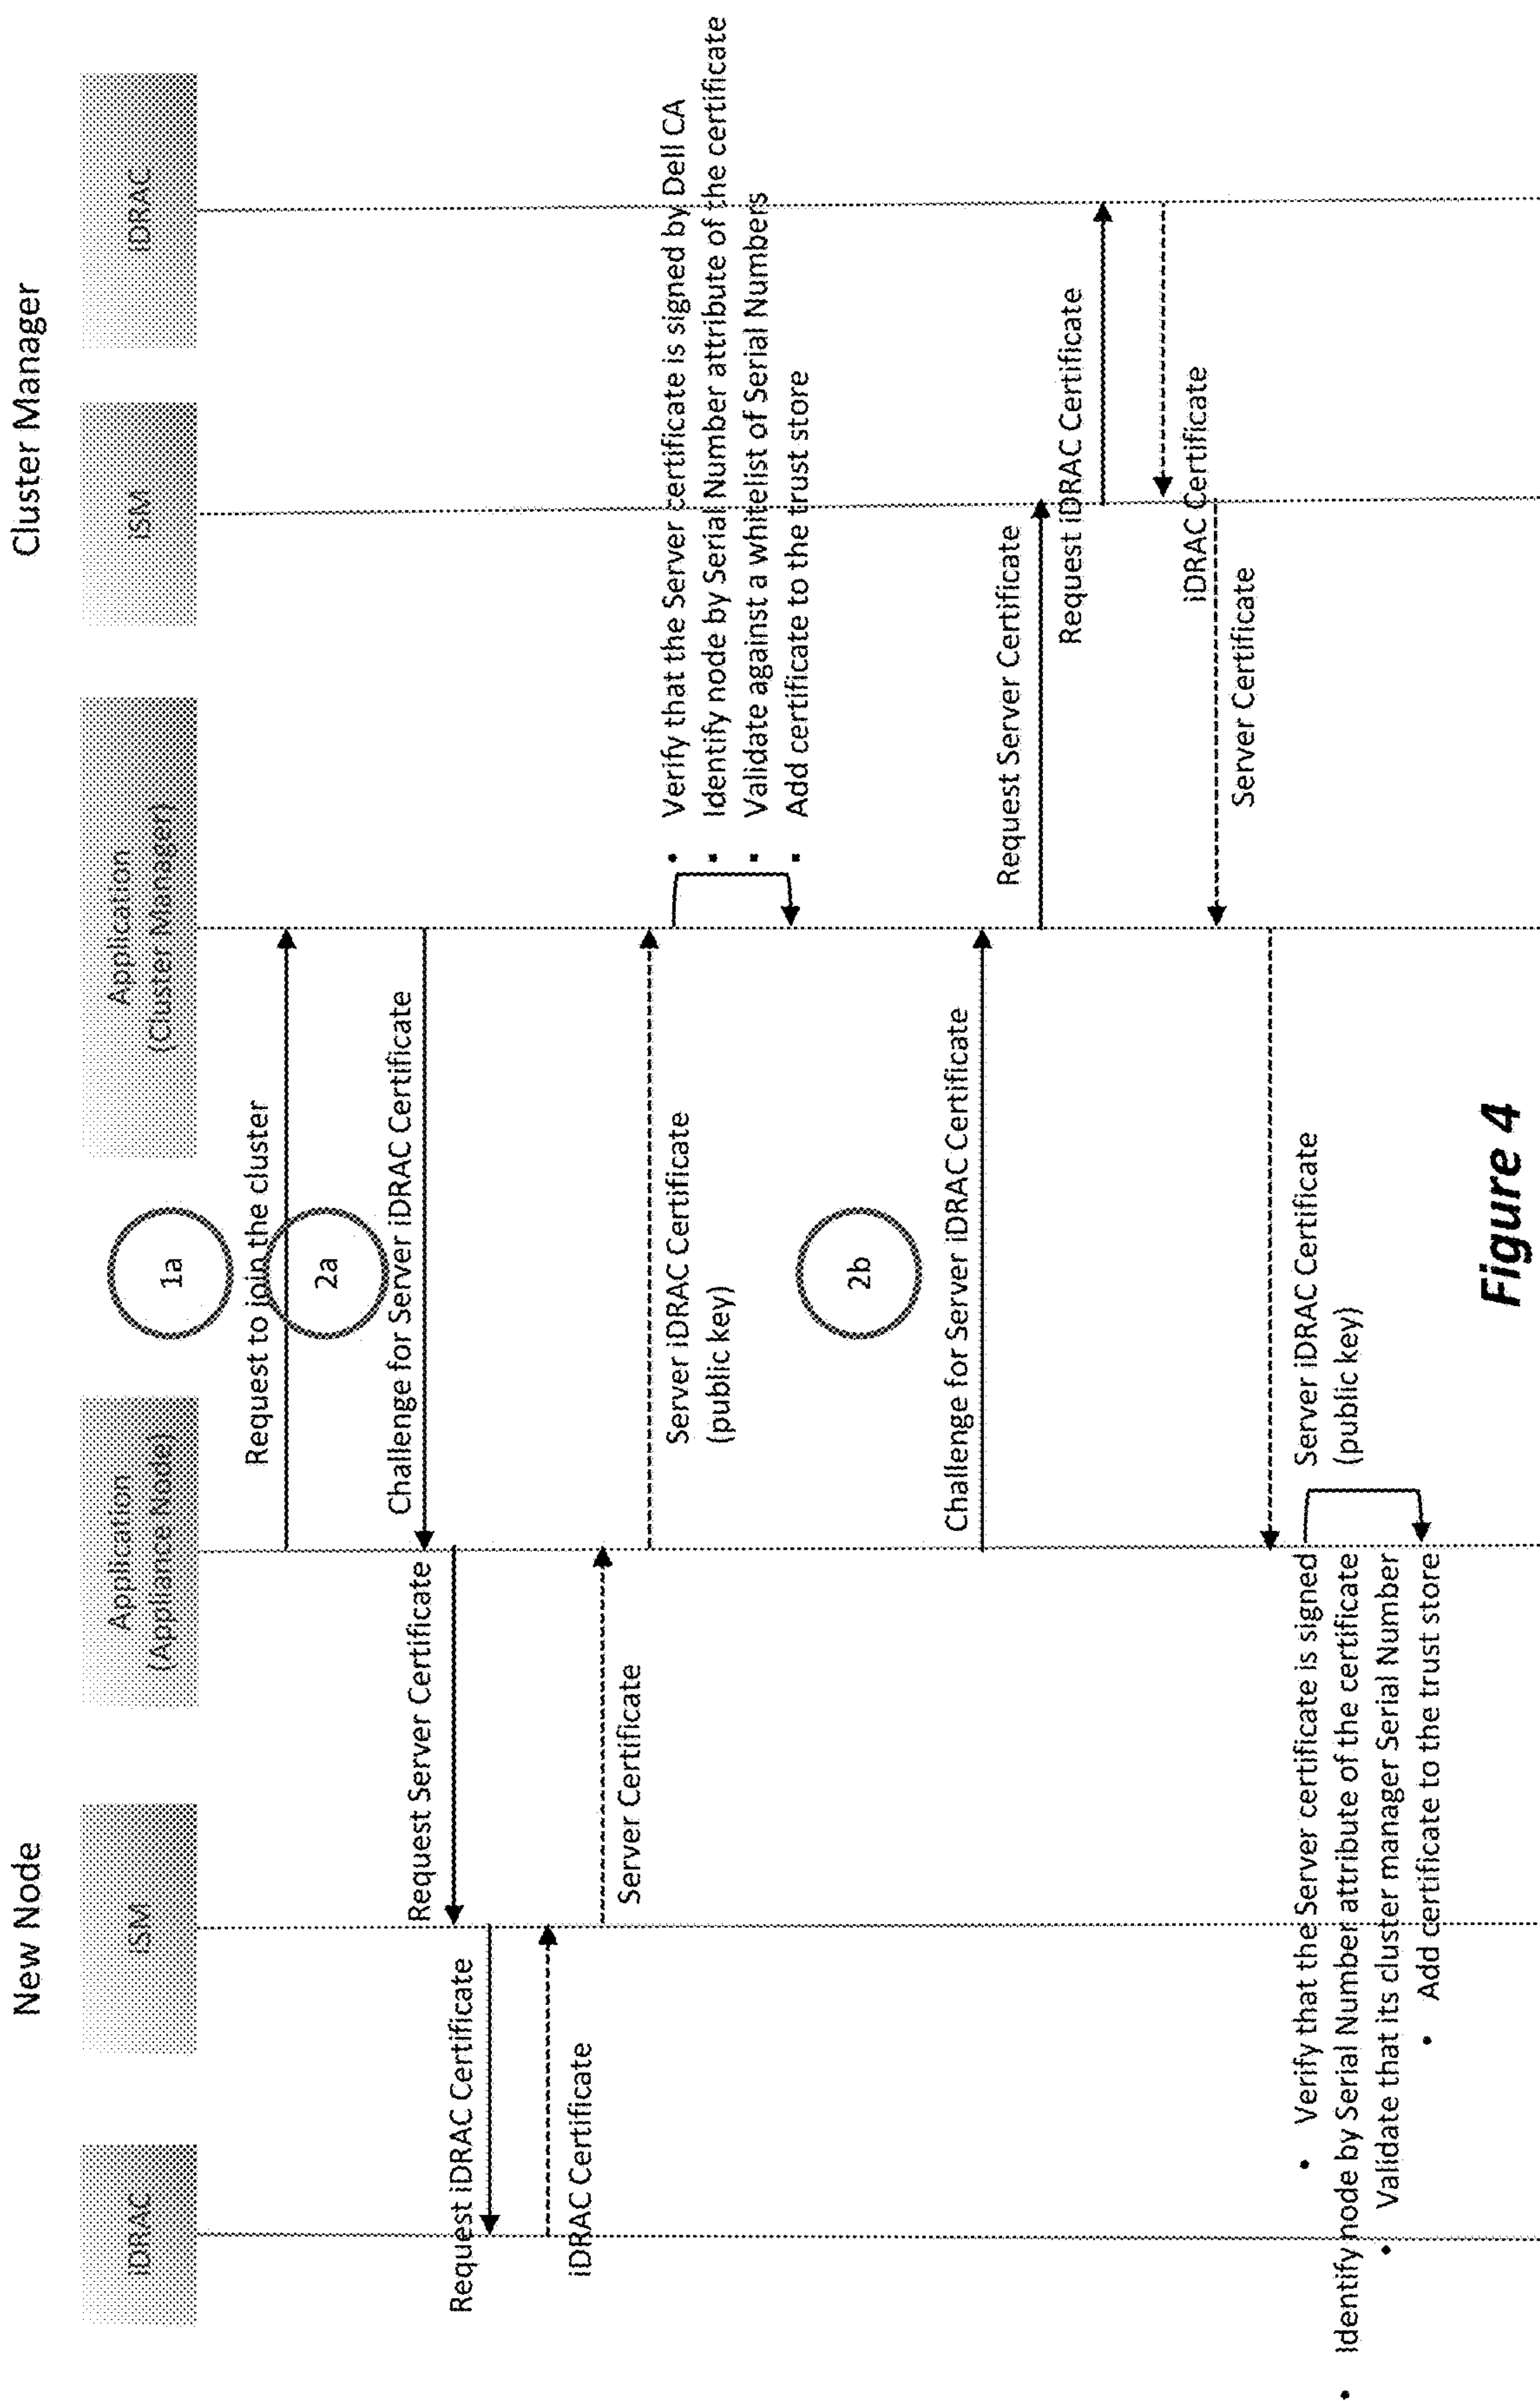 New Node
Cluster Manager
iDRAC
iSM
Application
(Appliance Node)
Application
(Cluster Manager)
iSM
iDRAC
1a
Request to join the cluster
2a
Challenge for Server iDRAC Certificate
Request Server Certificate
Request iDRAC Certificate
iDRAC Certificate
Server Certificate
Server iDRAC Certificate
(public key)
• Verify that the Server certificate is signed by Dell CA
▪ Identify node by Serial Number attribute of the certificate
▪ Validate against a whitelist of Serial Numbers
▪ Add certificate to the trust store
2b
Challenge for Server iDRAC Certificate
Request Server Certificate
Request iDRAC Certificate
iDRAC Certificate
Server Certificate
Server iDRAC Certificate
(public key)
• Verify that the Server certificate is signed
• Identify node by Serial Number attribute of the certificate
• Validate that its cluster manager Serial Number
• Add certificate to the trust store
Figure 4